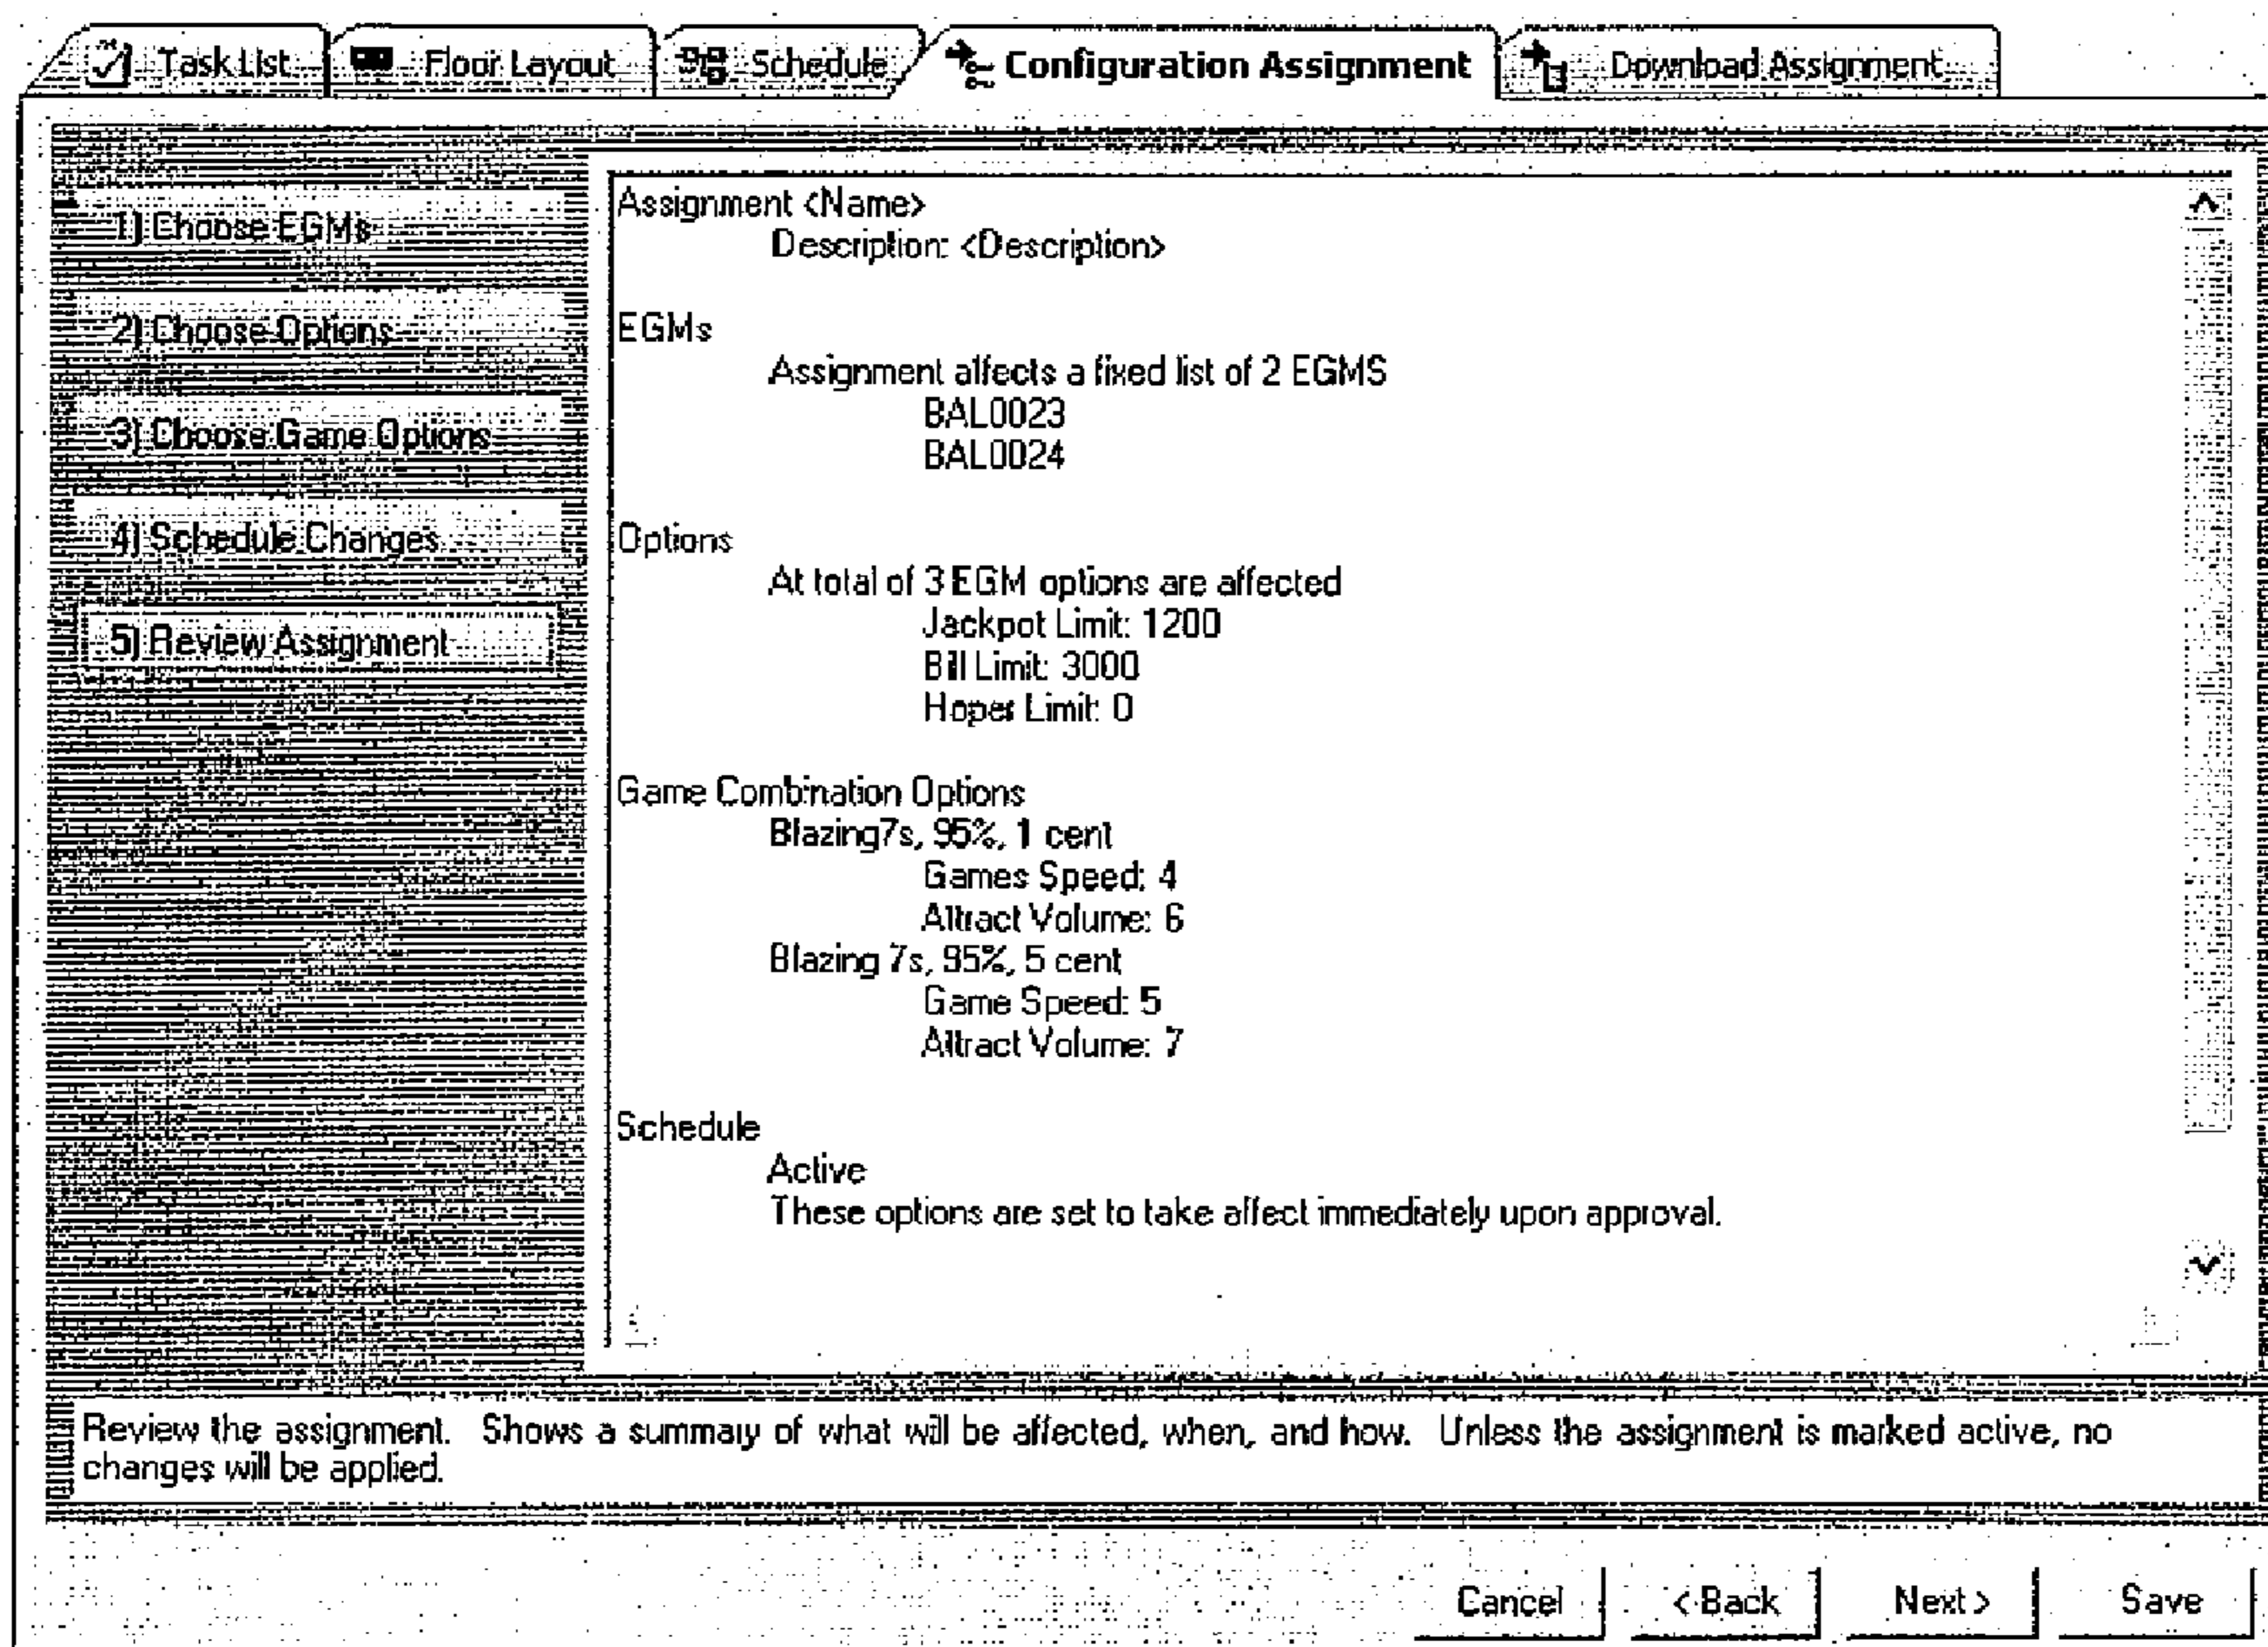 Task List Floor Layout Schedule Configuration Assignment Download Assignment
1) Choose EGMs
2) Choose Options
3) Choose Game Options
4) Schedule Changes
5) Review Assignment
Assignment <Name>
Description: <Description>
EGMs
Assignment affects a fixed list of 2 EGMS
BAL0023
BAL0024
Options
At total of 3 EGM options are affected
Jackpot Limit: 1200
Bill Limit: 3000
Hoper Limit: 0
Game Combination Options
Blazing7s, 95%, 1 cent
Games Speed: 4
Attract Volume: 6
Blazing 7s, 95%, 5 cent
Game Speed: 5
Attract Volume: 7
Schedule
Active
These options are set to take affect immediately upon approval.
Review the assignment. Shows a summary of what will be affected, when, and how. Unless the assignment is marked active, no
changes will be applied.
Cancel < Back Next > Save